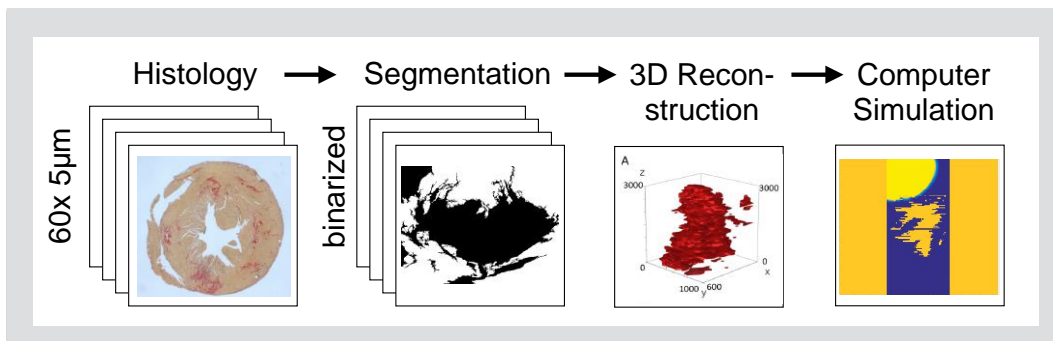 Histology
Segmentation
3D Recon-
struction
Computer
Simulation
60x 5µm
binarized
A
z
3000
3000
0
0
x
1000
y
600